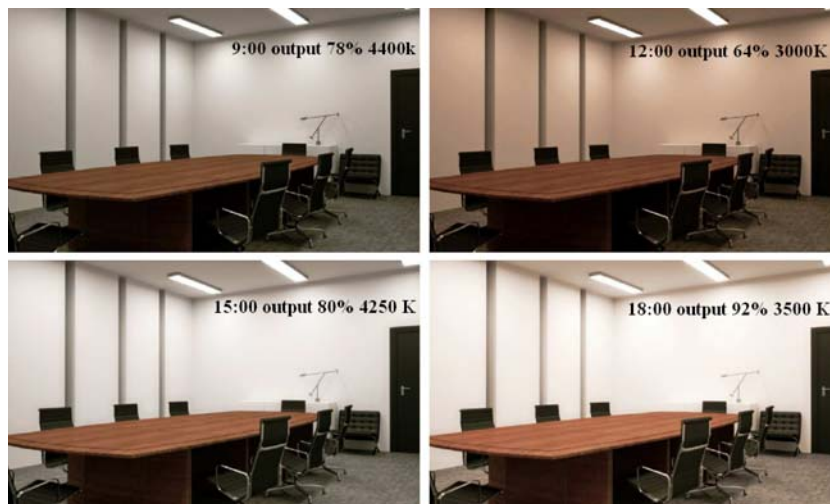 9:00 output 78% 4400k
12:00 output 64% 3000K
15:00 output 80% 4250 K
18:00 output 92% 3500 K